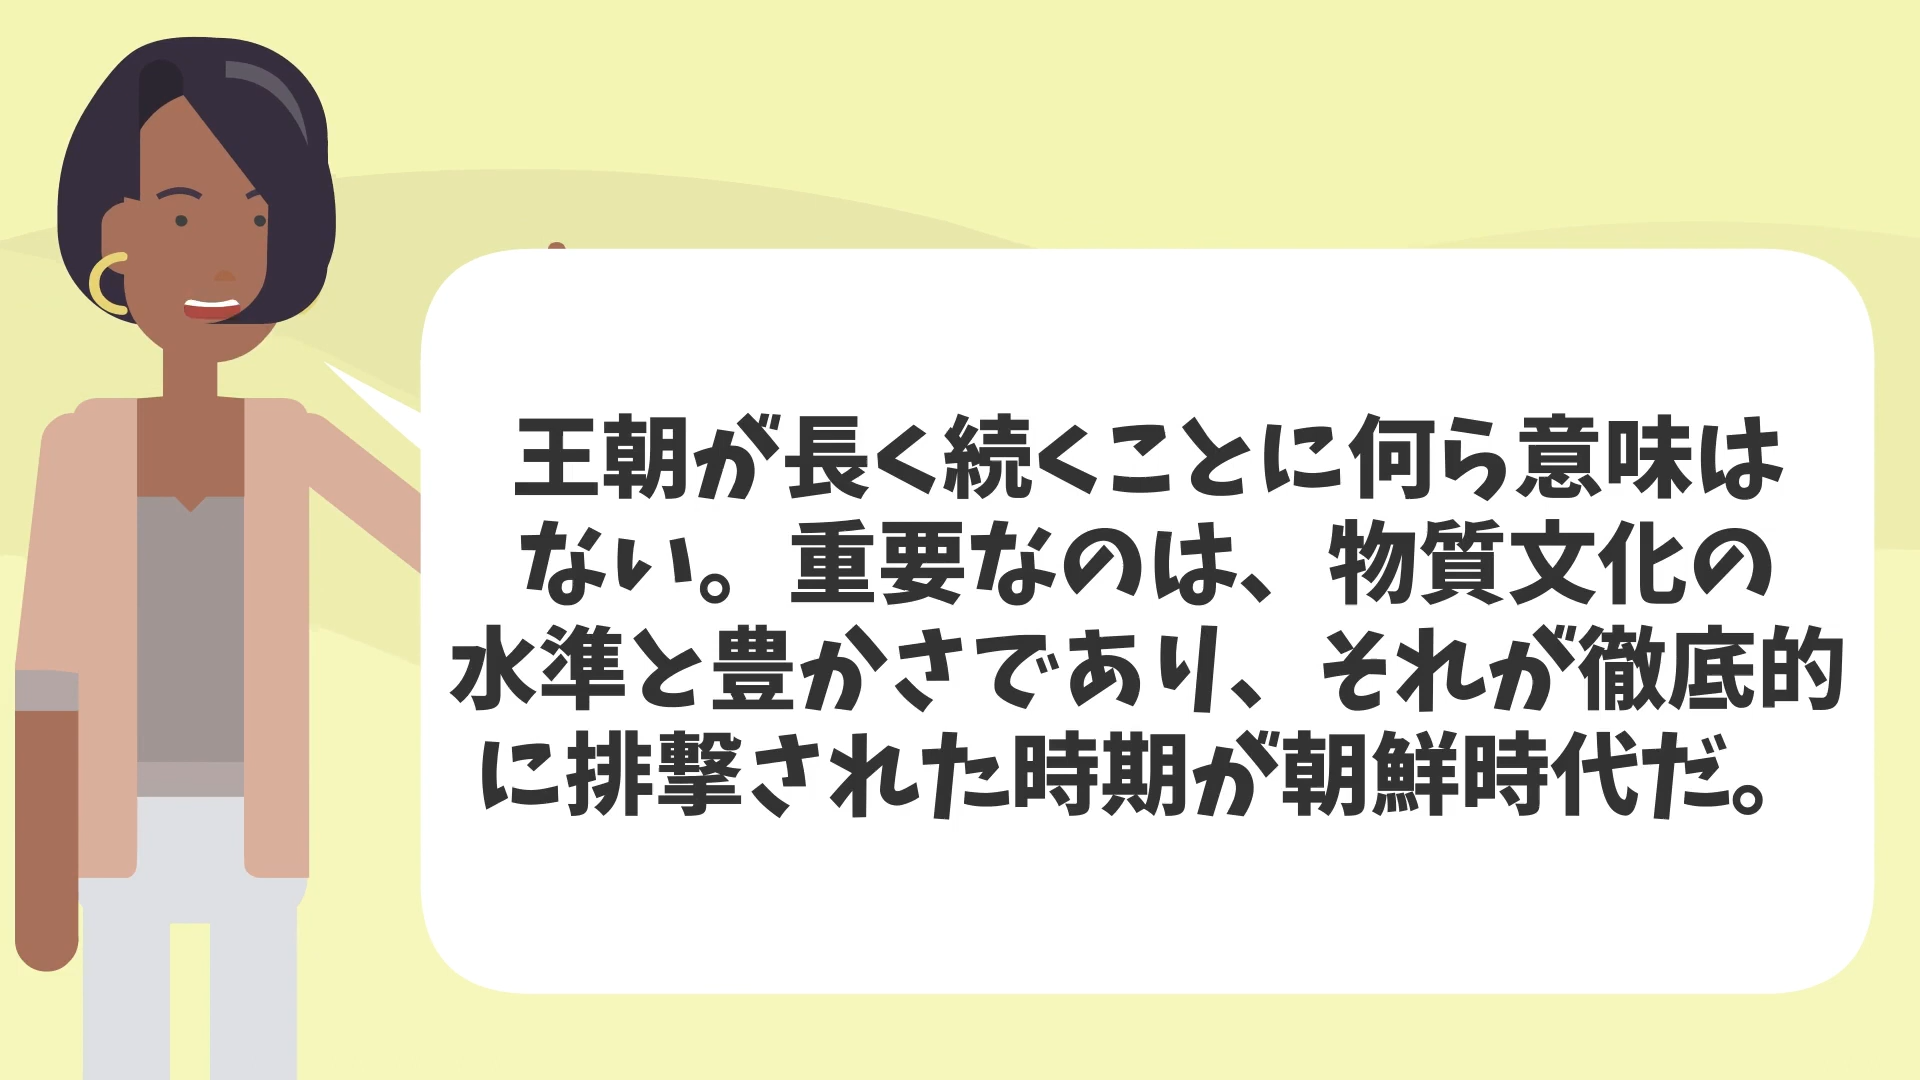 王朝が長く続くことに何ら意味は
ない。重要なのは、物質文化の
水準と豊かさであり、それが徹底的
に排撃された時期が朝鮮時代だ。